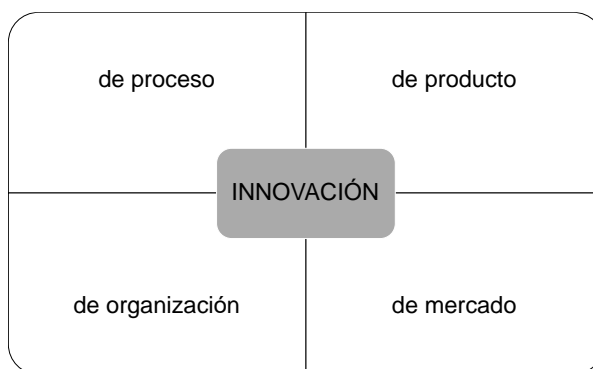 de proceso
de producto
INNOVACIÓN
de organización
de mercado